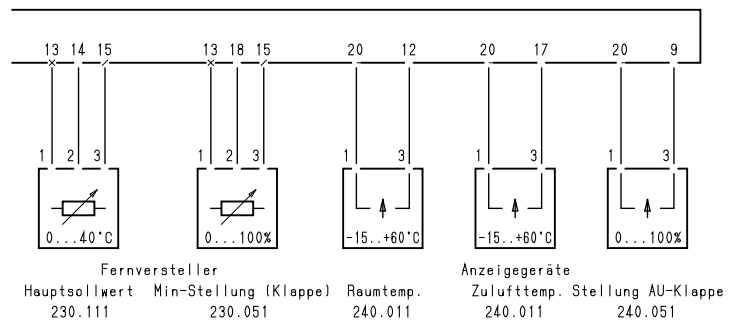 13 14 15 13 18 15 20 12 20 17 20 9
1 2 3 1 2 3 1 3 1 3 1 3
0...40°C 0...100% -15..+60°C -15..+60°C 0...100%
Fernversteller Anzeigegeräte
Hauptsollwert Min-Stellung (Klappe) Raumtemp. Zulufttemp. Stellung AU-Klappe
230.111 230.051 240.011 240.011 240.051